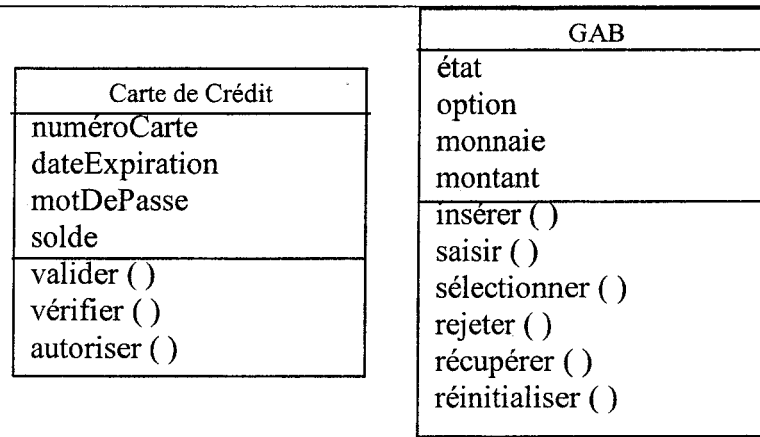 Carte de Crédit
numéroCarte
dateExpiration
motDePasse
solde
valider ( )
vérifier ( )
autoriser ( )
GAB
état
option
monnaie
montant
insérer ( )
saisir ( )
sélectionner ( )
rejeter ( )
récupérer ( )
réinitialiser ( )